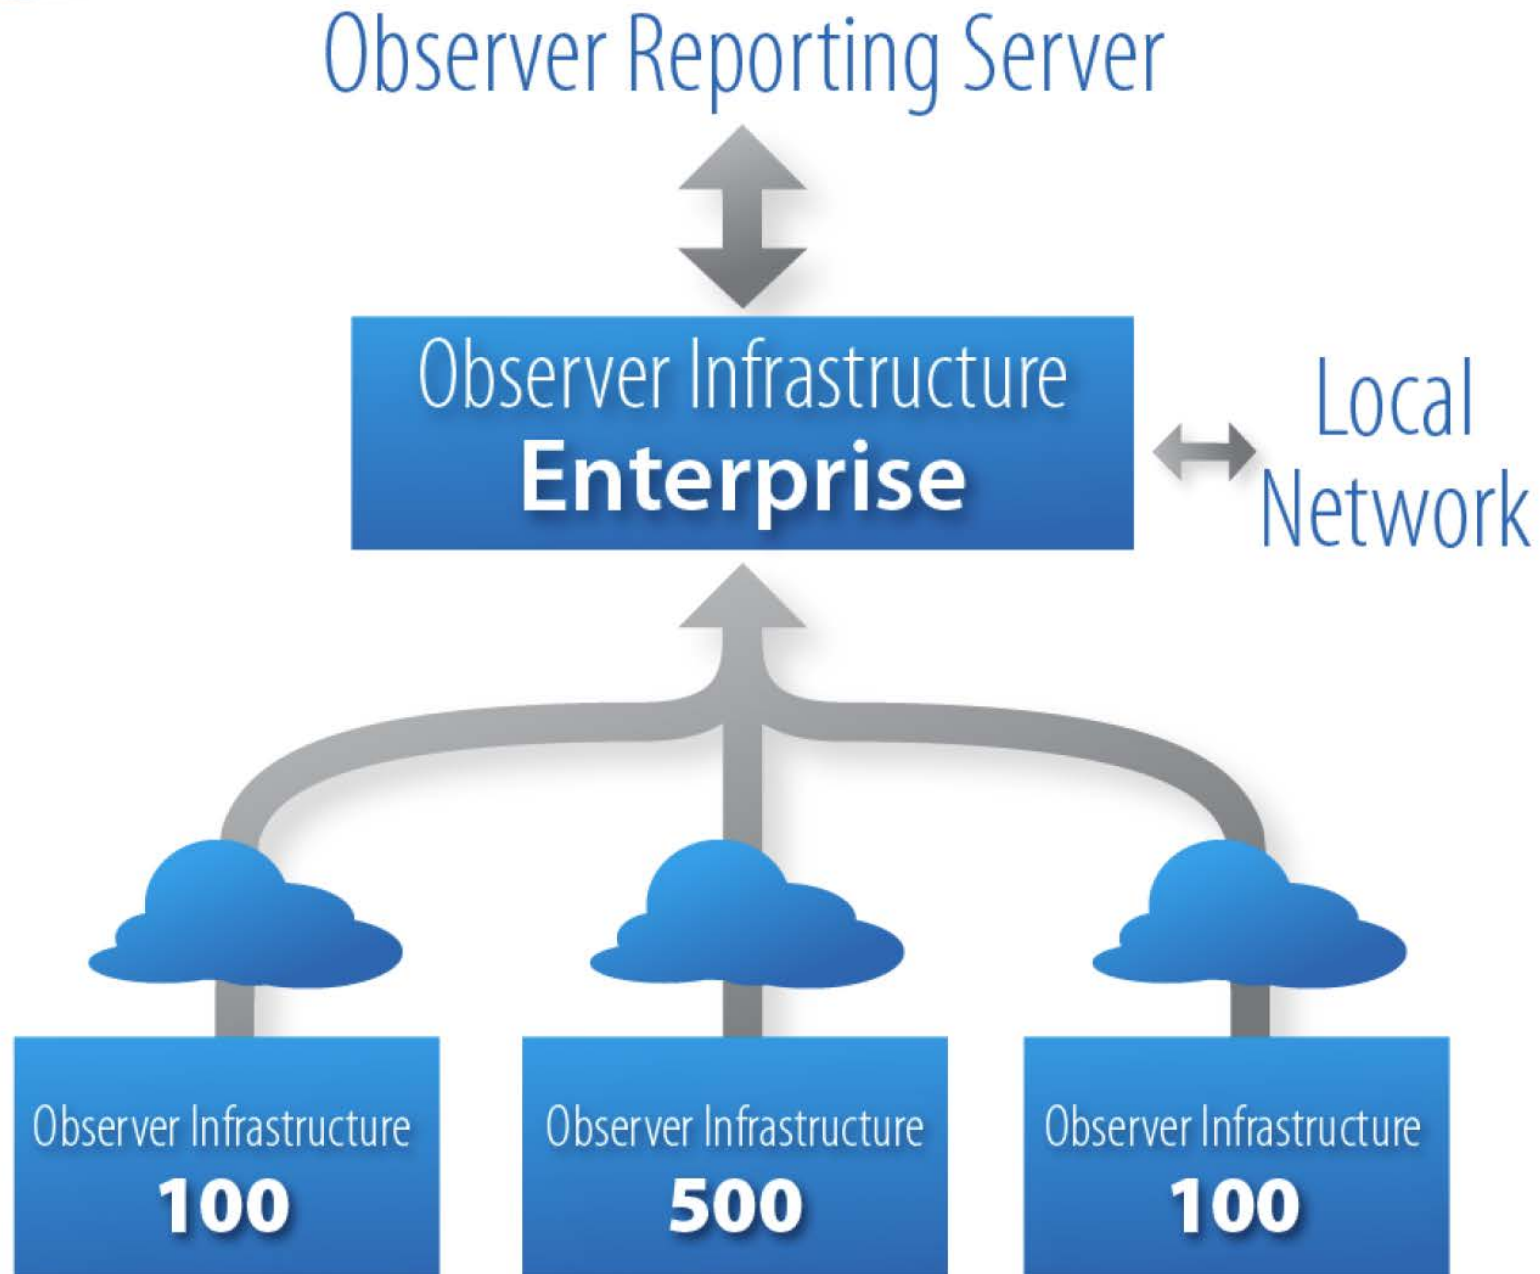 Observer Reporting Server
Observer Infrastructure
Enterprise
Local
Network
Observer Infrastructure
100
Observer Infrastructure
500
Observer Infrastructure
100